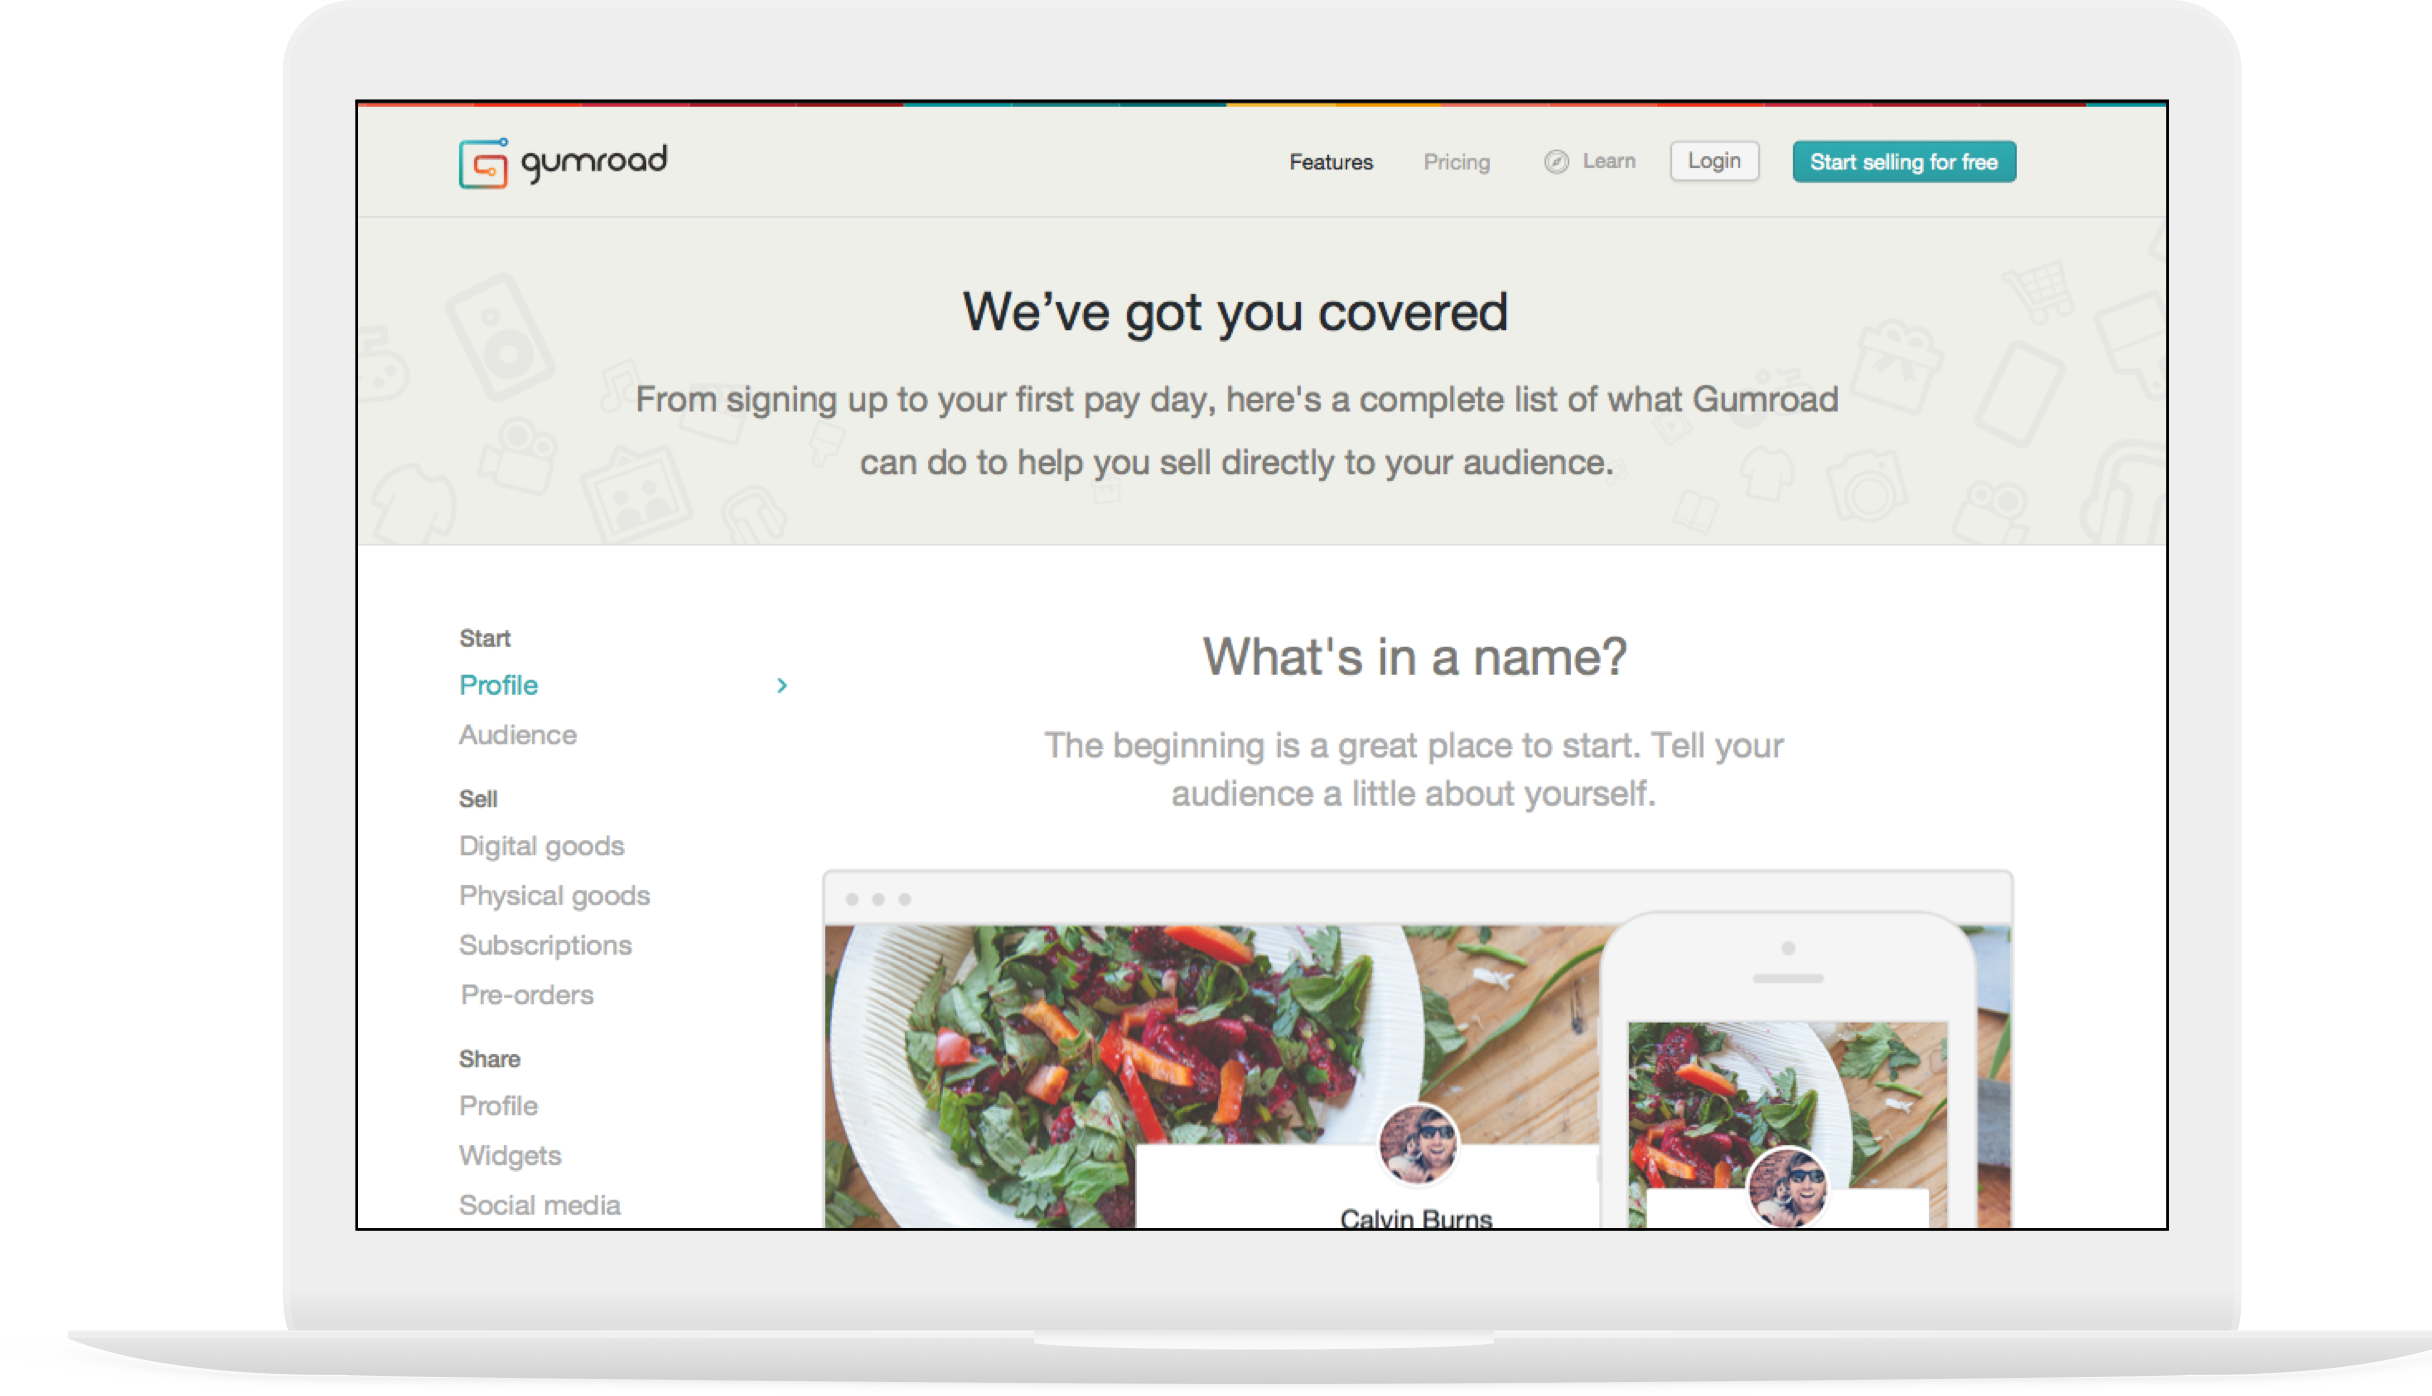 gumroad
Features
Pricing
Learn
Login
Start selling for free
We’ve got you covered
From signing up to your first pay day, here's a complete list of what Gumroad
can do to help you sell directly to your audience.
Start
Profile
Audience
Sell
Digital goods
Physical goods
Subscriptions
Pre-orders
Share
Profile
Widgets
Social media
What's in a name?
The beginning is a great place to start. Tell your
audience a little about yourself.
Calvin Burns